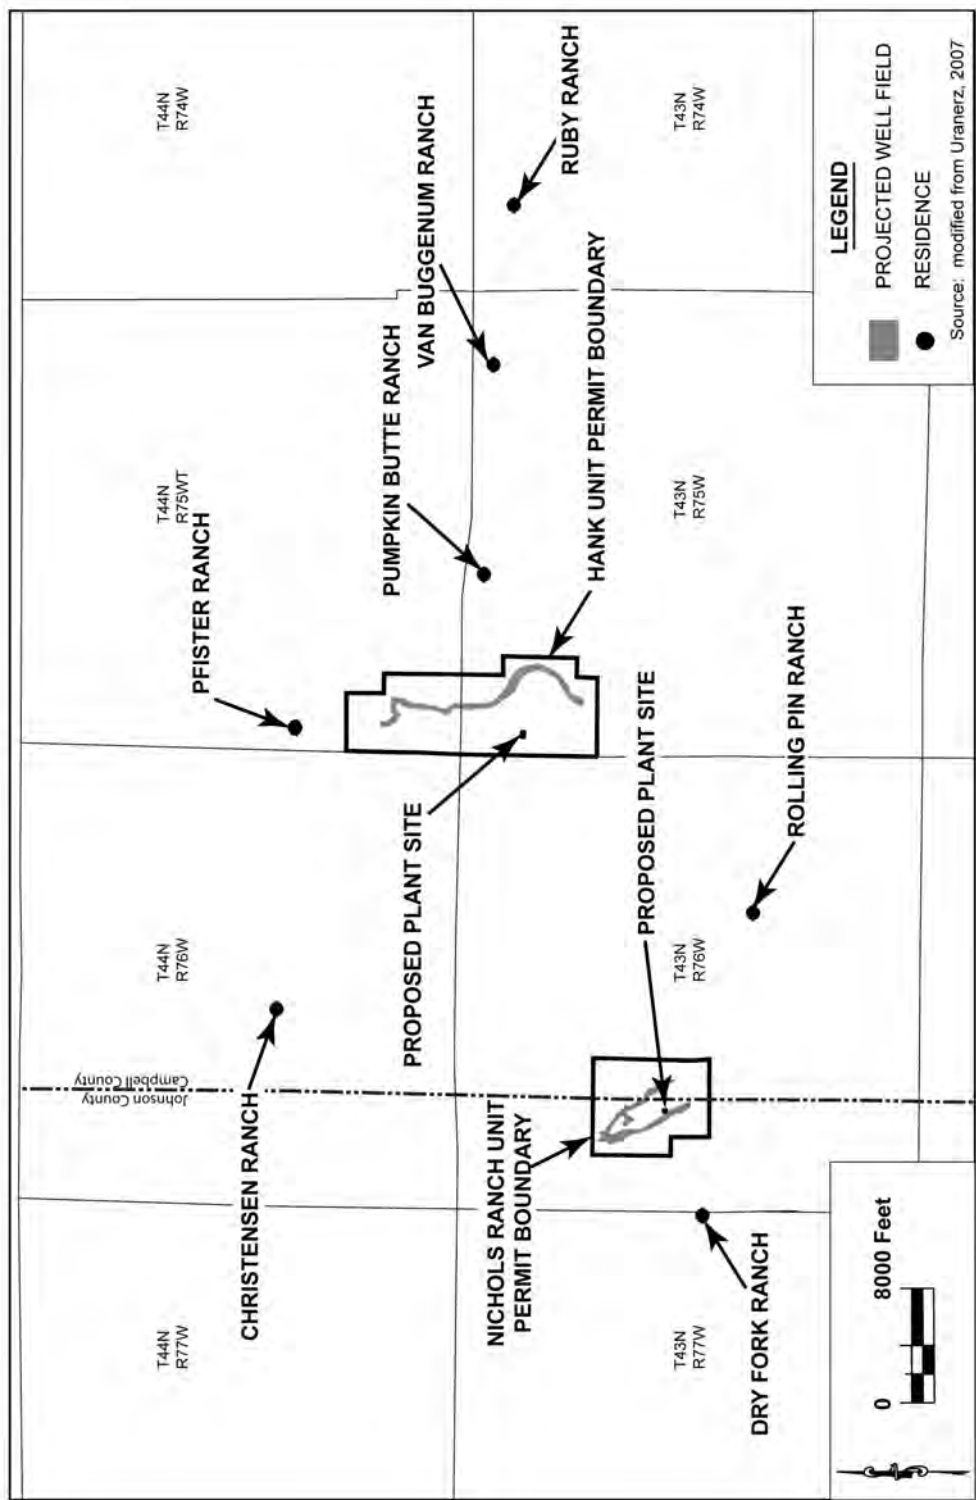 T44N
R77W
T44N
R76W
T44N
R75WT
T44N
R74W
Johnson County
Campbell County
CHRISTENSEN RANCH
PFISTER RANCH
PUMPKIN BUTTE RANCH
VAN BUGGENUM RANCH
RUBY RANCH
PROPOSED PLANT SITE
NICHOLS RANCH UNIT
PERMIT BOUNDARY
HANK UNIT PERMIT BOUNDARY
PROPOSED PLANT SITE
T43N
R77W
T43N
R76W
T43N
R75W
T43N
R74W
DRY FORK RANCH
ROLLING PIN RANCH
0
8000 Feet
LEGEND
PROJECTED WELL FIELD
RESIDENCE
Source: modified from Uranerz, 2007